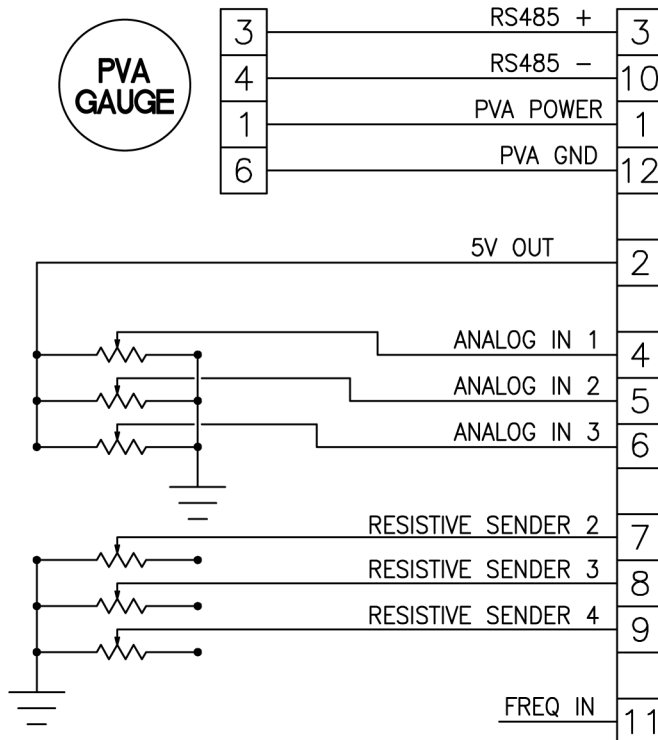 PVA
GAUGE
3 RS485 + 3
4 RS485 - 10
1 PVA POWER 1
6 PVA GND 12
5V OUT 2
ANALOG IN 1 4
ANALOG IN 2 5
ANALOG IN 3 6
RESISTIVE SENDER 2 7
RESISTIVE SENDER 3 8
RESISTIVE SENDER 4 9
FREQ IN 11